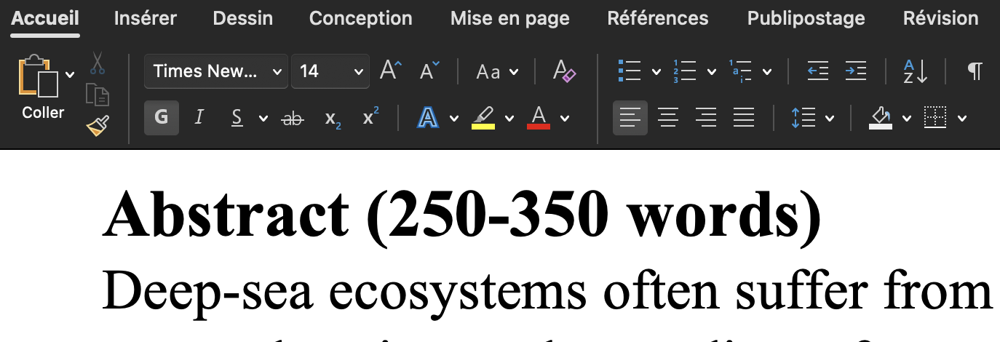 Accueil Insérer Dessin Conception Mise en page Références Publipostage Révision
Times New... 14 Aa
Coller
G I S ab x₂ x² A A
Abstract (250-350 words)
Deep-sea ecosystems often suffer from